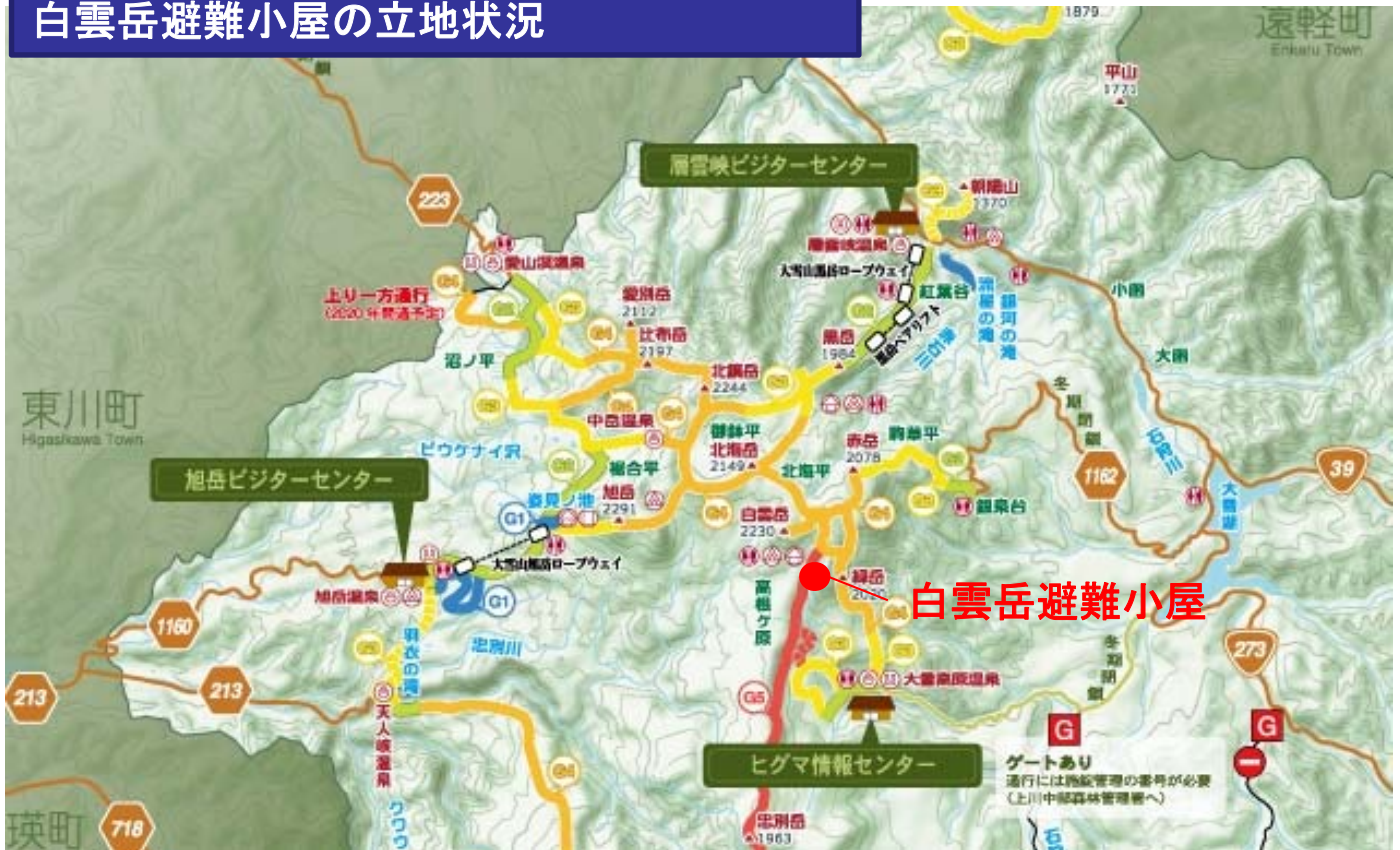 白雲岳避難小屋の立地状況
1879
遠軽町
Enkaru Town
平山
1771
層雲峡ビジターセンター
朝陽山
1370
223
層雲峡温泉
愛山渓温泉
大雪山黒岳ロープウェイ
紅葉谷
流星の滝
銀河の滝
小函
上り一方通行
(2020年開通予定)
愛別岳
2112
比布岳
2197
黒岳
1984
黒岳ペアリフト
大函
沼ノ平
北鎮岳
2244
東川町
Higasikawa Town
中岳温泉
御鉢平
北海岳
2149
北海平
赤岳
2078
駒草平
冬期閉鎖
石狩川
1162
39
ピウケナイ沢
裾合平
旭岳ビジターセンター
姿見ノ池
旭岳
2291
G1
白雲岳
2230
銀泉台
大雪湖
大雪山旭岳ロープウェイ
緑岳
2020
白雲岳避難小屋
旭岳温泉
G1
高根ヶ原
1160
羽衣の滝
忠別川
冬期閉鎖
273
213
213
大雪高原温泉
G5
天人峡温泉
ヒグマ情報センター
G
G
ゲートあり
通行には施錠管理の番号が必要
(上川中部森林管理署へ)
瑛町
718
クワウ
忠別岳
1963
石